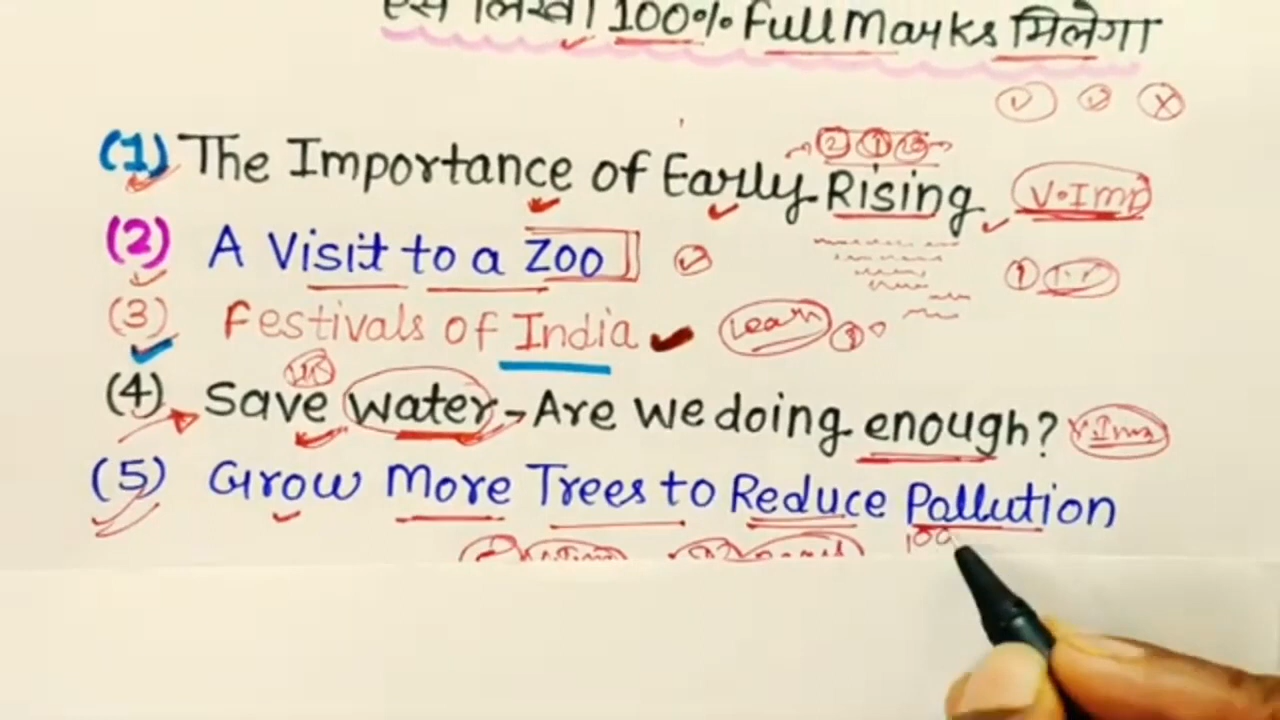 लिखो। 100% Full Marks मिलेगा
(1) The Importance of Early Rising V.Imp
(2) A Visit to a Zoo
(3) Festivals of India Learn
(4) Save water - Are we doing enough? V.Imp
(5) Grow More Trees to Reduce Pollution
100